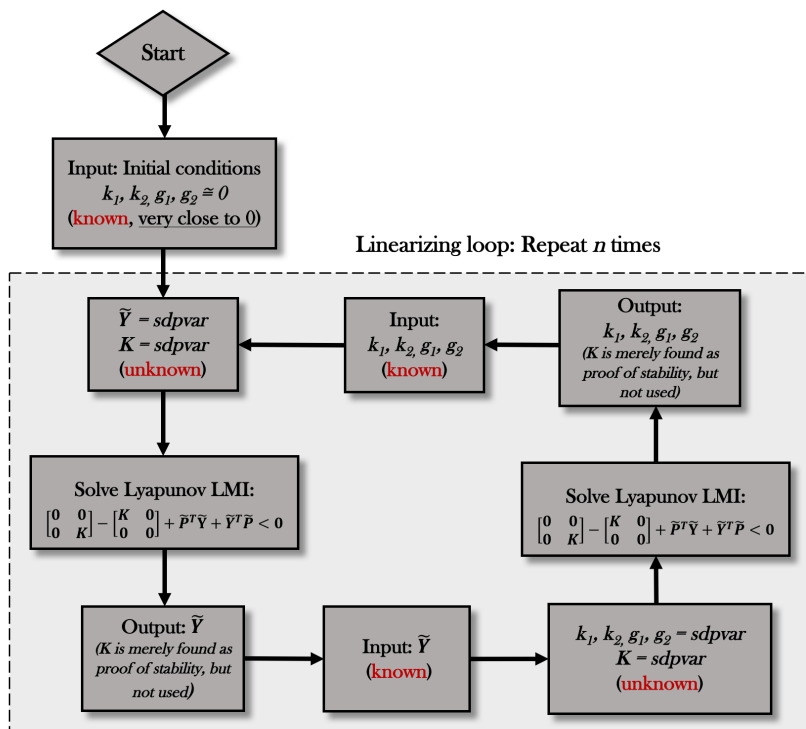 Start
Input: Initial conditions
k₁, k₂, g₁, g₂ ≅ 0
(known, very close to 0)
Linearizing loop: Repeat n times
Ỹ = sdpvar
K = sdpvar
(unknown)
Input:
k₁, k₂, g₁, g₂
(known)
Output:
k₁, k₂, g₁, g₂
(K is merely found as
proof of stability, but
not used)
Solve Lyapunov LMI:
[0 0; 0 K] − [K 0; 0 0] + P̃ᵀỸ + ỸᵀP̃ < 0
Solve Lyapunov LMI:
[0 0; 0 K] − [K 0; 0 0] + P̃ᵀỸ + ỸᵀP̃ < 0
Output: Ỹ
(K is merely found as
proof of stability, but
not used)
Input: Ỹ
(known)
k₁, k₂, g₁, g₂ = sdpvar
K = sdpvar
(unknown)